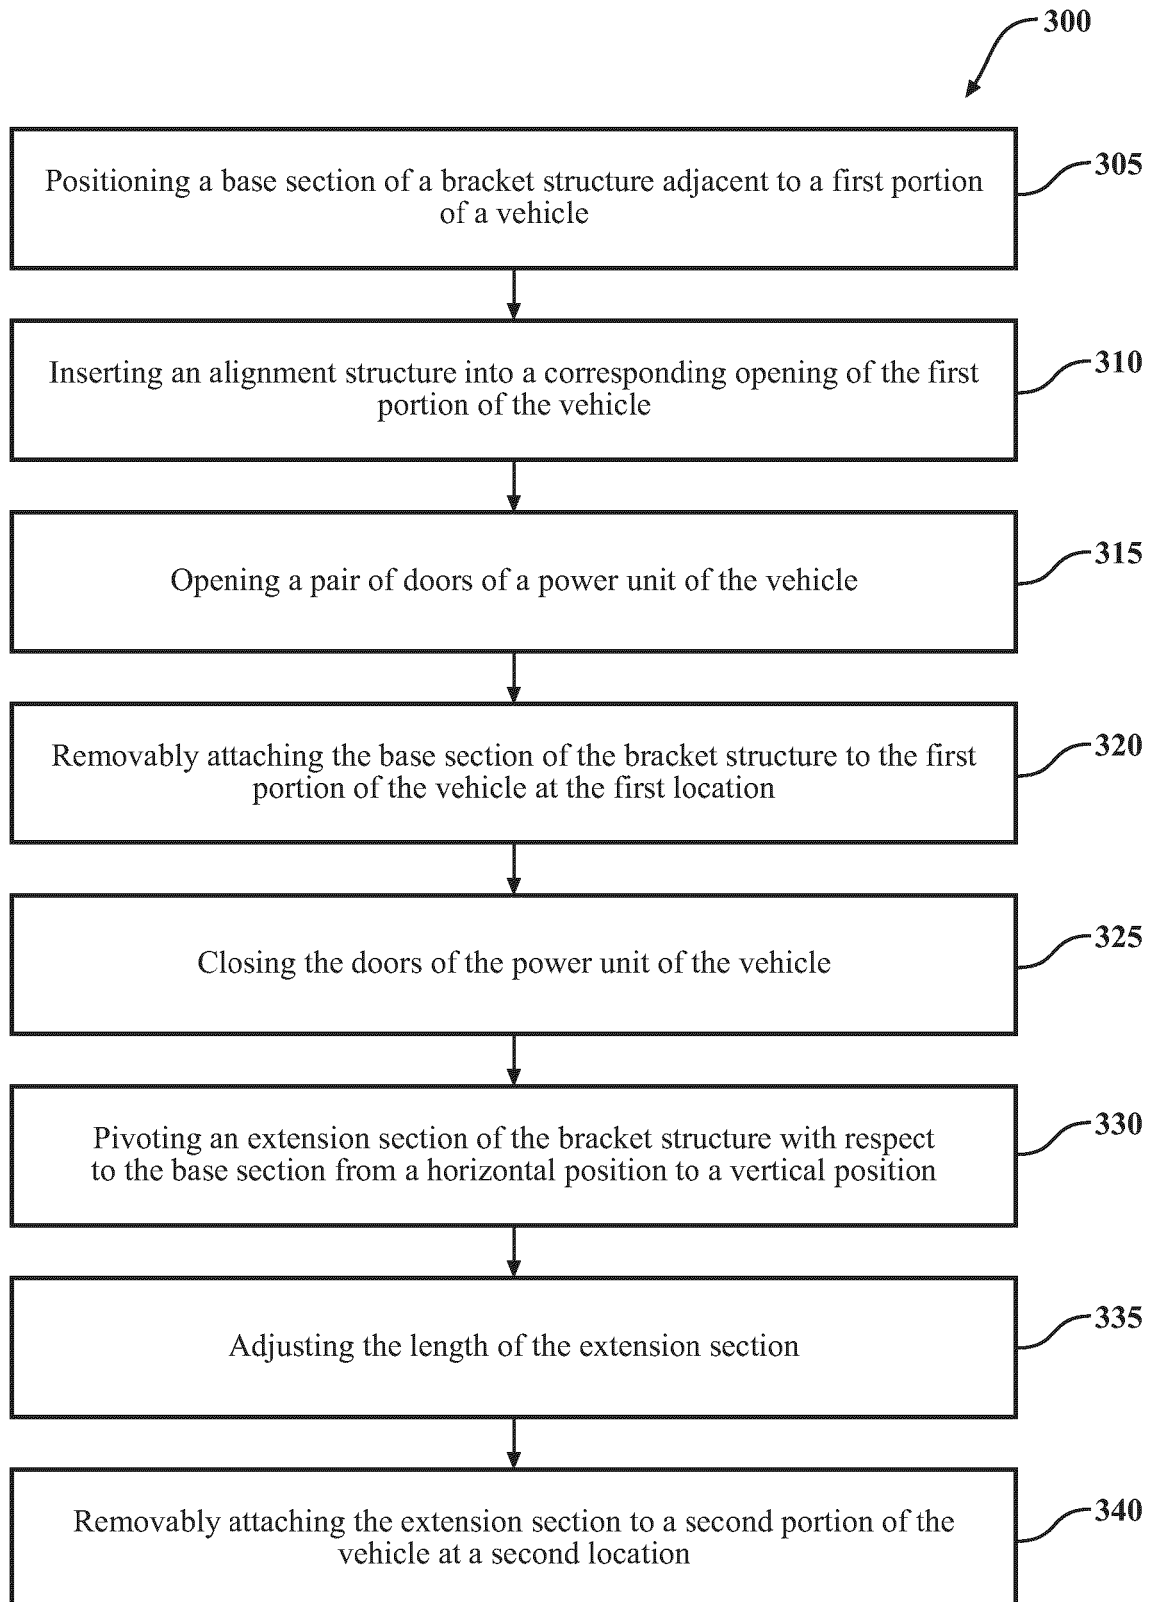 300
Positioning a base section of a bracket structure adjacent to a first portion
of a vehicle
305
Inserting an alignment structure into a corresponding opening of the first
portion of the vehicle
310
Opening a pair of doors of a power unit of the vehicle
315
Removably attaching the base section of the bracket structure to the first
portion of the vehicle at the first location
320
Closing the doors of the power unit of the vehicle
325
Pivoting an extension section of the bracket structure with respect
to the base section from a horizontal position to a vertical position
330
Adjusting the length of the extension section
335
Removably attaching the extension section to a second portion of the
vehicle at a second location
340